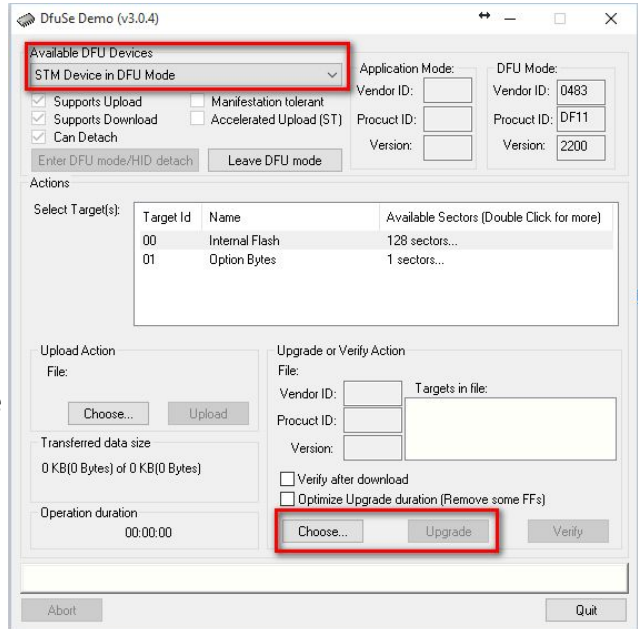 DfuSe Demo (v3.0.4)
Available DFU Devices
STM Device in DFU Mode
Supports Upload
Manifestation tolerant
Supports Download
Accelerated Upload (ST)
Can Detach
Enter DFU mode/HID detach
Leave DFU mode
Application Mode:
Vendor ID:
Procuct ID:
Version:
DFU Mode:
Vendor ID: 0483
Procuct ID: DF11
Version: 2200
Actions
Select Target(s):
Target Id Name Available Sectors (Double Click for more)
00 Internal Flash 128 sectors...
01 Option Bytes 1 sectors...
Upload Action
File:
Choose... Upload
Transferred data size
0 KB(0 Bytes) of 0 KB(0 Bytes)
Operation duration
00:00:00
Upgrade or Verify Action
File:
Vendor ID:
Procuct ID:
Version:
Targets in file:
Verify after download
Optimize Upgrade duration (Remove some FFs)
Choose... Upgrade Verify
Abort Quit